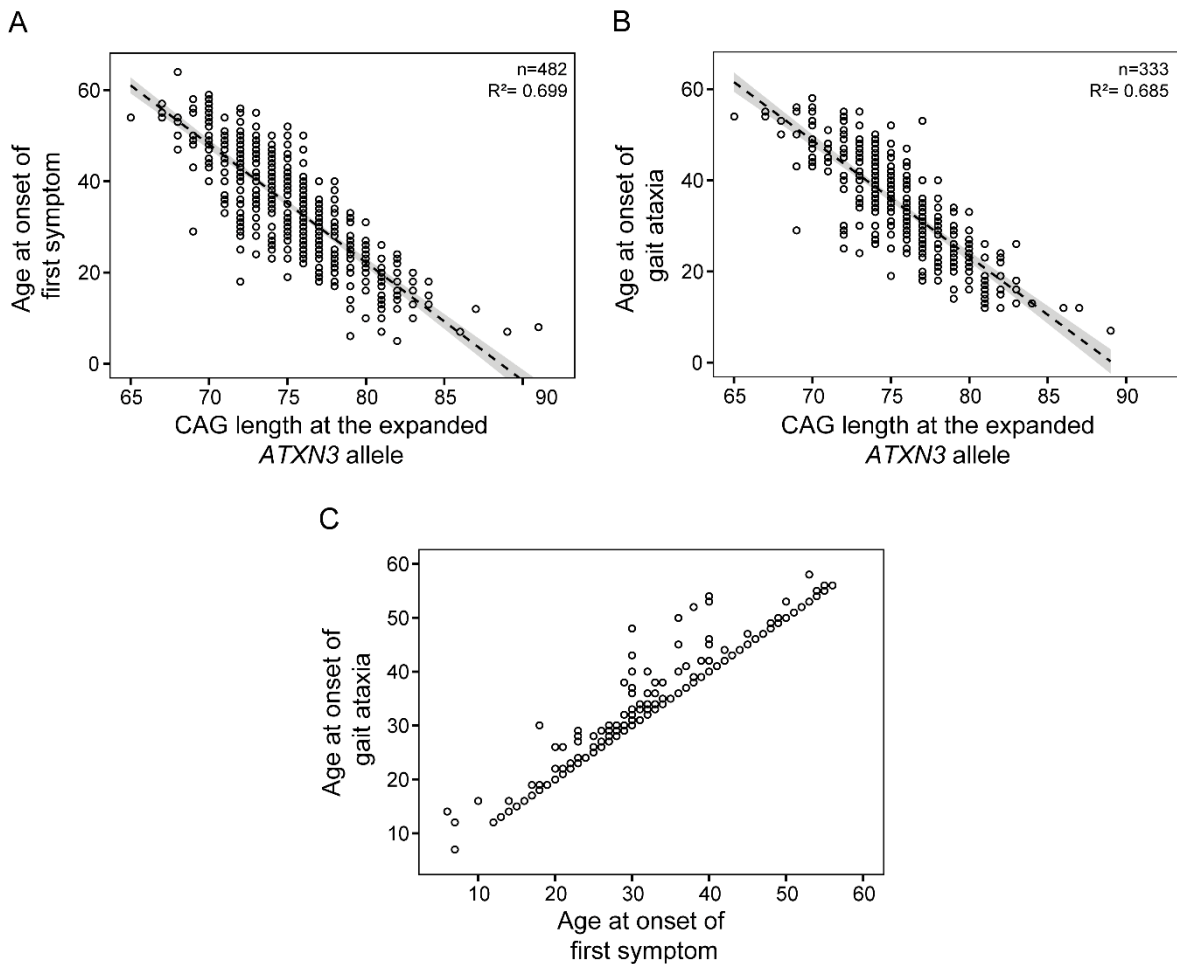 A
n=482
R²= 0.699
Age at onset of
first symptom
60
40
20
0
65 70 75 80 85 90
CAG length at the expanded
ATXN3 allele
B
n=333
R²= 0.685
Age at onset of
gait ataxia
60
40
20
0
65 70 75 80 85 90
CAG length at the expanded
ATXN3 allele
C
Age at onset of
gait ataxia
60
50
40
30
20
10
10 20 30 40 50 60
Age at onset of
first symptom